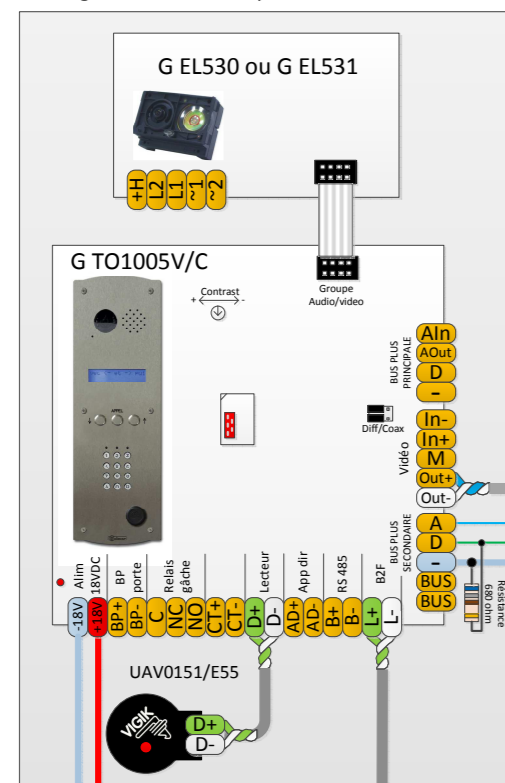 G EL530 ou G EL531
+H
L2
L1
~1
~2
G TO1005V/C
Contrast
+ -
Groupe
Audio/video
BUS PLUS
PRINCIPALE
AIn
AOut
D
-
Diff/Coax
Vidéo
In-
In+
M
Out+
Out-
BUS PLUS
SECONDAIRE
A
D
-
BUS
BUS
Résistance
680 ohm
APPEL
Alim
18VDC
BP
porte
Relais
gâche
Lecteur
App dir
RS 485
B2F
-18V
+18V
BP+
BP-
C
NC
NO
CT+
CT-
D+
D-
AD+
AD-
B+
B-
L+
L-
UAV0151/E55
VIGIK
D+
D-